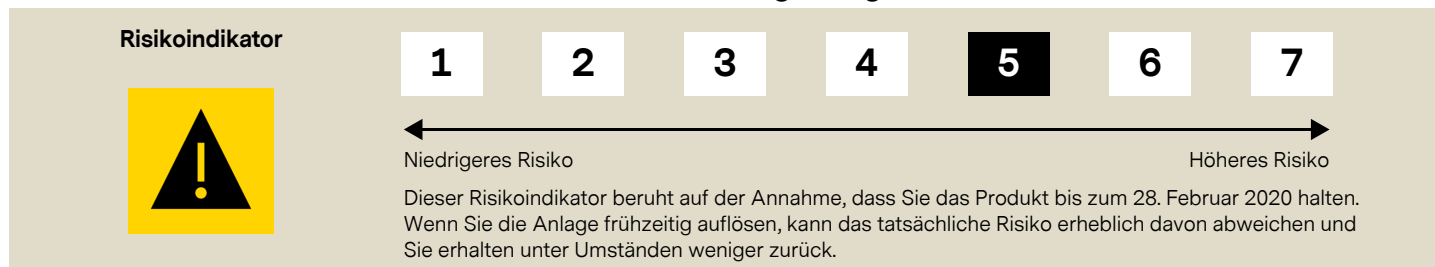 Risikoindikator
1 2 3 4 5 6 7
Niedrigeres Risiko Höheres Risiko
Dieser Risikoindikator beruht auf der Annahme, dass Sie das Produkt bis zum 28. Februar 2020 halten.
Wenn Sie die Anlage frühzeitig auflösen, kann das tatsächliche Risiko erheblich davon abweichen und
Sie erhalten unter Umständen weniger zurück.